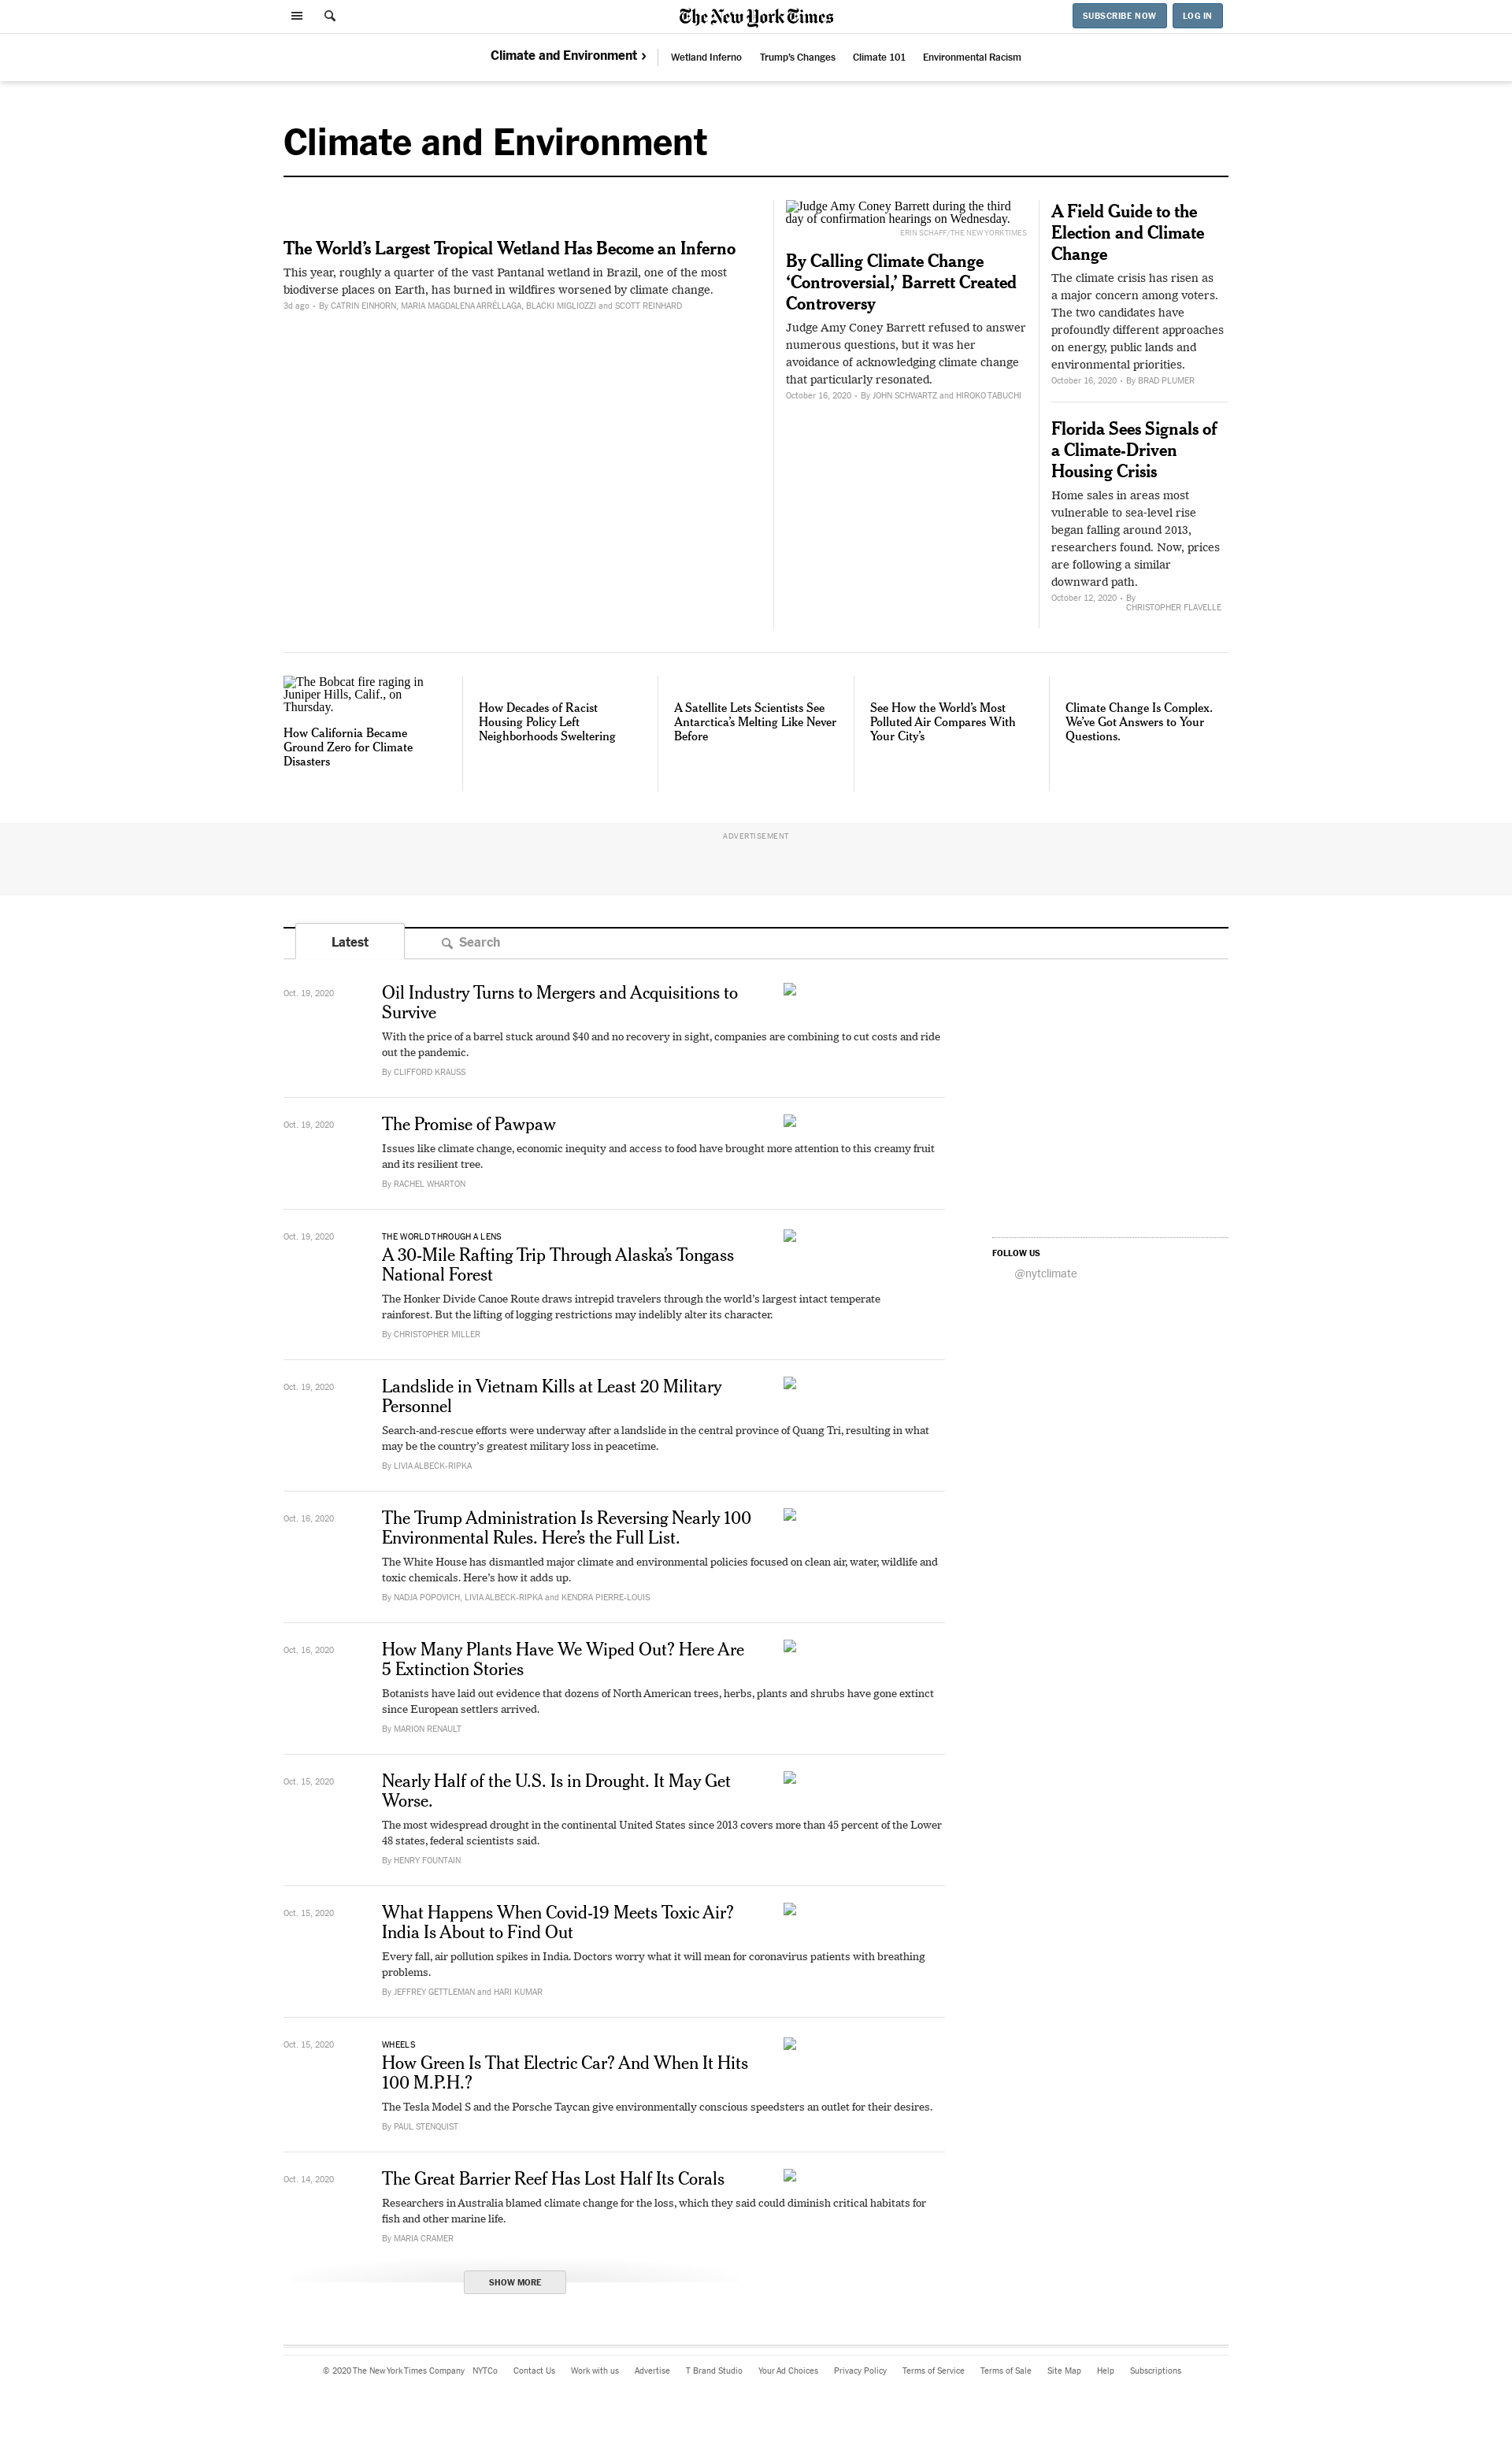 The New York Times
SUBSCRIBE NOW
LOG IN
Climate and Environment ›
Wetland Inferno
Trump's Changes
Climate 101
Environmental Racism
Climate and Environment
The World's Largest Tropical Wetland Has Become an Inferno
This year, roughly a quarter of the vast Pantanal wetland in Brazil, one of the most
biodiverse places on Earth, has burned in wildfires worsened by climate change.
3d ago • By CATRIN EINHORN, MARIA MAGDALENA ARRÉLLAGA, BLACKI MIGLIOZZI and SCOTT REINHARD
Judge Amy Coney Barrett during the third
day of confirmation hearings on Wednesday.
ERIN SCHAFF/THE NEW YORK TIMES
By Calling Climate Change
‘Controversial,’ Barrett Created
Controversy
Judge Amy Coney Barrett refused to answer
numerous questions, but it was her
avoidance of acknowledging climate change
that particularly resonated.
October 16, 2020 • By JOHN SCHWARTZ and HIROKO TABUCHI
A Field Guide to the
Election and Climate
Change
The climate crisis has risen as
a major concern among voters.
The two candidates have
profoundly different approaches
on energy, public lands and
environmental priorities.
October 16, 2020 • By BRAD PLUMER
Florida Sees Signals of
a Climate-Driven
Housing Crisis
Home sales in areas most
vulnerable to sea-level rise
began falling around 2013,
researchers found. Now, prices
are following a similar
downward path.
October 12, 2020 • By
CHRISTOPHER FLAVELLE
The Bobcat fire raging in
Juniper Hills, Calif., on
Thursday.
How California Became
Ground Zero for Climate
Disasters
How Decades of Racist
Housing Policy Left
Neighborhoods Sweltering
A Satellite Lets Scientists See
Antarctica's Melting Like Never
Before
See How the World's Most
Polluted Air Compares With
Your City's
Climate Change Is Complex.
We've Got Answers to Your
Questions.
ADVERTISEMENT
Latest
Search
Oct. 19, 2020
Oil Industry Turns to Mergers and Acquisitions to
Survive
With the price of a barrel stuck around $40 and no recovery in sight, companies are combining to cut costs and ride
out the pandemic.
By CLIFFORD KRAUSS
Oct. 19, 2020
The Promise of Pawpaw
Issues like climate change, economic inequity and access to food have brought more attention to this creamy fruit
and its resilient tree.
By RACHEL WHARTON
Oct. 19, 2020
THE WORLD THROUGH A LENS
A 30-Mile Rafting Trip Through Alaska's Tongass
National Forest
The Honker Divide Canoe Route draws intrepid travelers through the world's largest intact temperate
rainforest. But the lifting of logging restrictions may indelibly alter its character.
By CHRISTOPHER MILLER
FOLLOW US
@nytclimate
Oct. 19, 2020
Landslide in Vietnam Kills at Least 20 Military
Personnel
Search-and-rescue efforts were underway after a landslide in the central province of Quang Tri, resulting in what
may be the country's greatest military loss in peacetime.
By LIVIA ALBECK-RIPKA
Oct. 16, 2020
The Trump Administration Is Reversing Nearly 100
Environmental Rules. Here's the Full List.
The White House has dismantled major climate and environmental policies focused on clean air, water, wildlife and
toxic chemicals. Here's how it adds up.
By NADJA POPOVICH, LIVIA ALBECK-RIPKA and KENDRA PIERRE-LOUIS
Oct. 16, 2020
How Many Plants Have We Wiped Out? Here Are
5 Extinction Stories
Botanists have laid out evidence that dozens of North American trees, herbs, plants and shrubs have gone extinct
since European settlers arrived.
By MARION RENAULT
Oct. 15, 2020
Nearly Half of the U.S. Is in Drought. It May Get
Worse.
The most widespread drought in the continental United States since 2013 covers more than 45 percent of the Lower
48 states, federal scientists said.
By HENRY FOUNTAIN
Oct. 15, 2020
What Happens When Covid-19 Meets Toxic Air?
India Is About to Find Out
Every fall, air pollution spikes in India. Doctors worry what it will mean for coronavirus patients with breathing
problems.
By JEFFREY GETTLEMAN and HARI KUMAR
Oct. 15, 2020
WHEELS
How Green Is That Electric Car? And When It Hits
100 M.P.H.?
The Tesla Model S and the Porsche Taycan give environmentally conscious speedsters an outlet for their desires.
By PAUL STENQUIST
Oct. 14, 2020
The Great Barrier Reef Has Lost Half Its Corals
Researchers in Australia blamed climate change for the loss, which they said could diminish critical habitats for
fish and other marine life.
By MARIA CRAMER
SHOW MORE
© 2020 The New York Times Company
NYTCo
Contact Us
Work with us
Advertise
T Brand Studio
Your Ad Choices
Privacy Policy
Terms of Service
Terms of Sale
Site Map
Help
Subscriptions